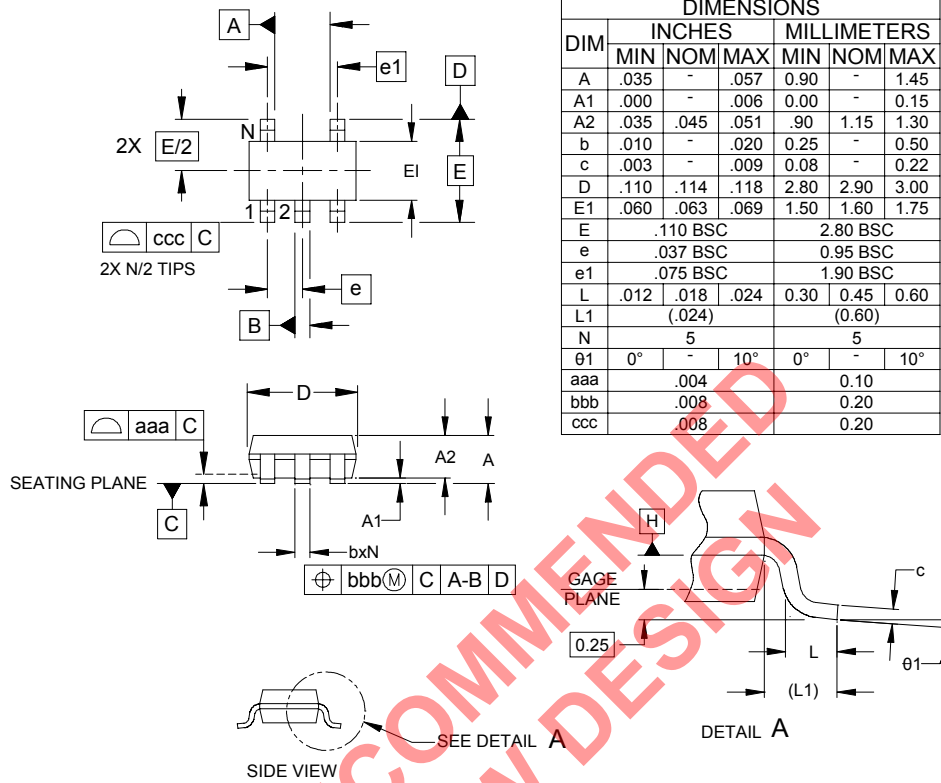 A
e1
D
N
2X E/2
EI
E
1 2
ccc C
2X N/2 TIPS
e
B
DIMENSIONS
DIM INCHES MILLIMETERS
MIN NOM MAX MIN NOM MAX
A .035 - .057 0.90 - 1.45
A1 .000 - .006 0.00 - 0.15
A2 .035 .045 .051 .90 1.15 1.30
b .010 - .020 0.25 - 0.50
c .003 - .009 0.08 - 0.22
D .110 .114 .118 2.80 2.90 3.00
E1 .060 .063 .069 1.50 1.60 1.75
E .110 BSC 2.80 BSC
e .037 BSC 0.95 BSC
e1 .075 BSC 1.90 BSC
L .012 .018 .024 0.30 0.45 0.60
L1 (.024) (0.60)
N 5 5
θ1 0° - 10° 0° - 10°
aaa .004 0.10
bbb .008 0.20
ccc .008 0.20
D
aaa C
A2 A
SEATING PLANE
C
A1
bxN
⌖ bbbⓂ C A-B D
H
GAGE
PLANE
c
0.25
L
θ1
(L1)
DETAIL A
SEE DETAIL A
SIDE VIEW
COMMENDED
W DESIGN